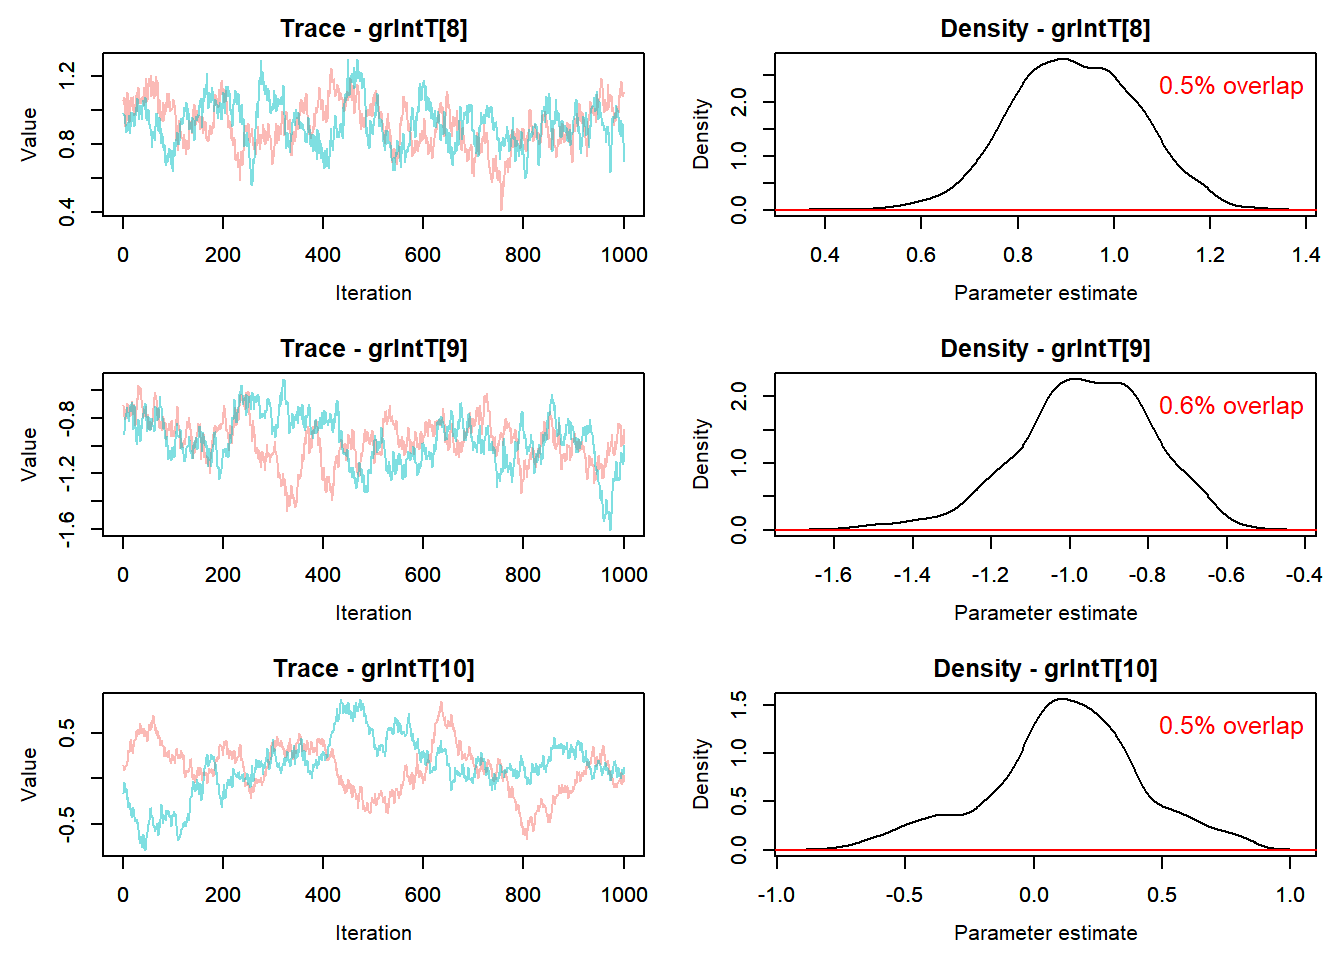 Trace - grIntT[8]
Value
0.4 0.8 1.2
0 200 400 600 800 1000
Iteration
Density - grIntT[8]
0.5% overlap
Density
0.0 1.0 2.0
0.4 0.6 0.8 1.0 1.2 1.4
Parameter estimate
Trace - grIntT[9]
Value
-1.6 -1.2 -0.8
0 200 400 600 800 1000
Iteration
Density - grIntT[9]
0.6% overlap
Density
0.0 1.0 2.0
-1.6 -1.4 -1.2 -1.0 -0.8 -0.6 -0.4
Parameter estimate
Trace - grIntT[10]
Value
-0.5 0.5
0 200 400 600 800 1000
Iteration
Density - grIntT[10]
0.5% overlap
Density
0.0 0.5 1.0 1.5
-1.0 -0.5 0.0 0.5 1.0
Parameter estimate